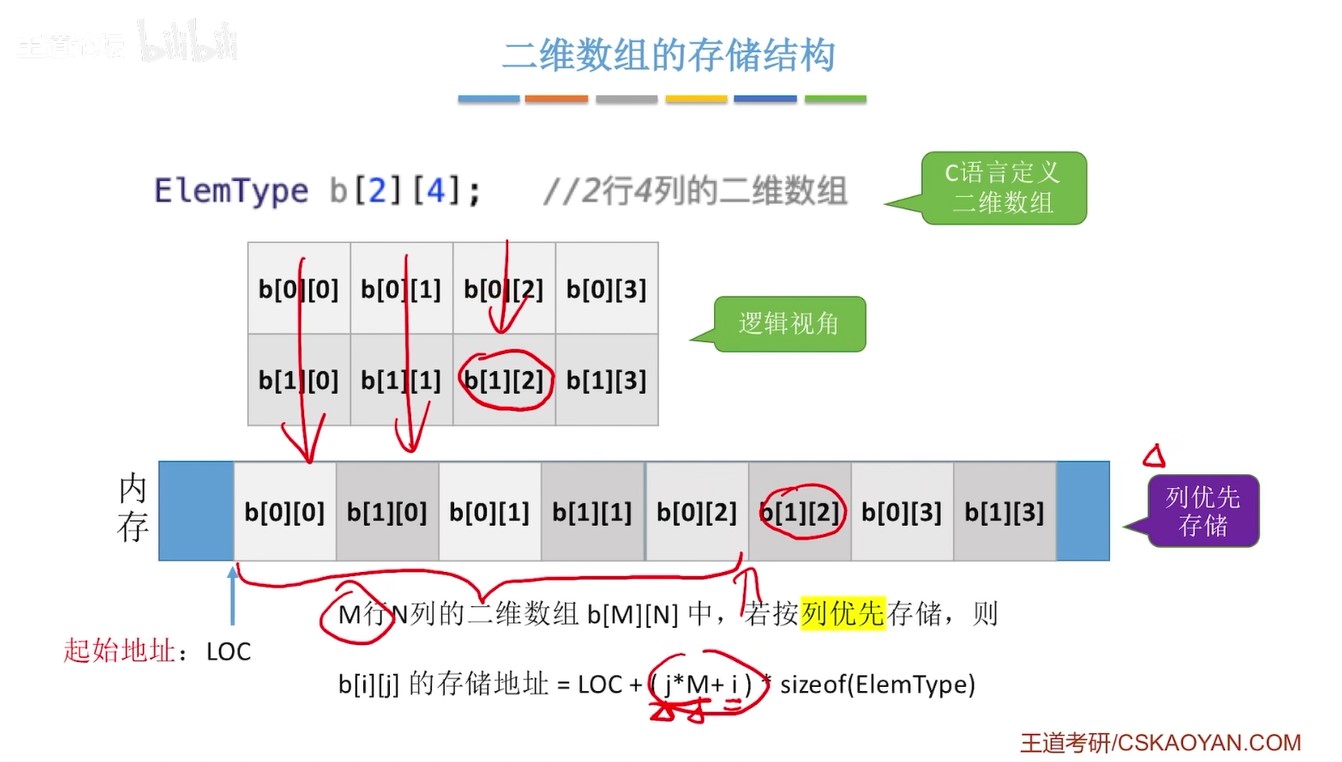 王道论坛 bilibili
二维数组的存储结构
ElemType b[2][4]; //2行4列的二维数组
C语言定义
二维数组
b[0][0] b[0][1] b[0][2] b[0][3]
逻辑视角
b[1][0] b[1][1] b[1][2] b[1][3]
内存
b[0][0] b[1][0] b[0][1] b[1][1] b[0][2] b[1][2] b[0][3] b[1][3]
列优先
存储
M行N列的二维数组 b[M][N] 中，若按列优先存储，则
起始地址：LOC
b[i][j] 的存储地址 = LOC + ( j*M+ i ) * sizeof(ElemType)
王道考研/CSKAOYAN.COM